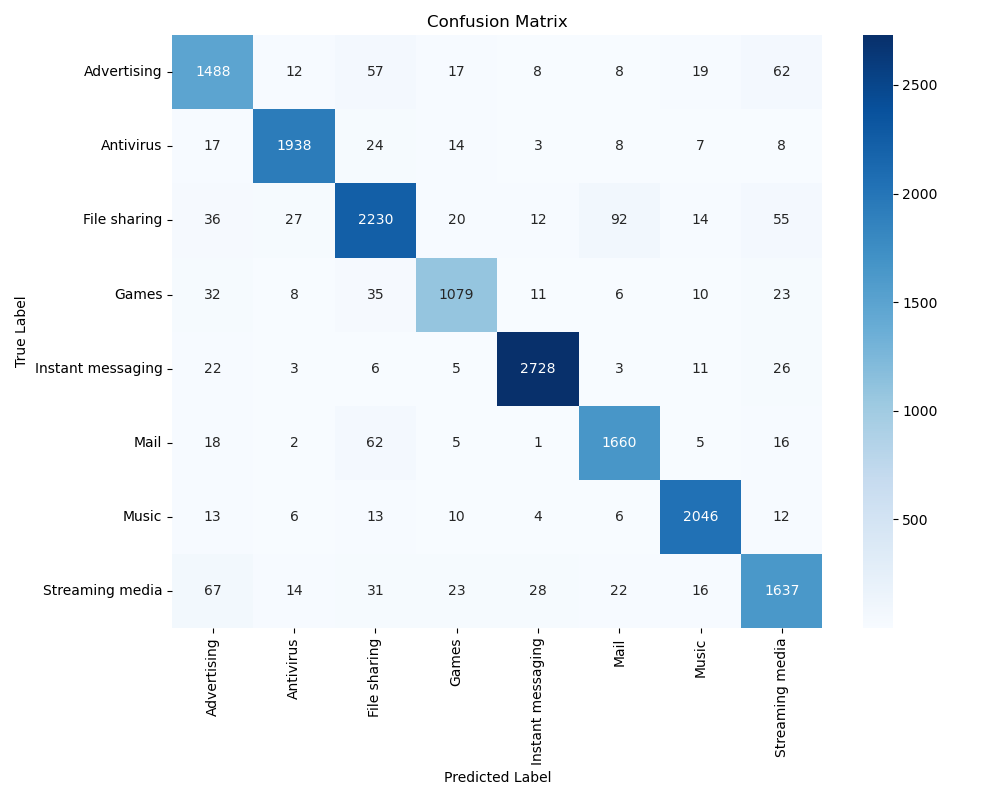 Confusion Matrix
Advertising 1488 12 57 17 8 8 19 62
Antivirus 17 1938 24 14 3 8 7 8
File sharing 36 27 2230 20 12 92 14 55
Games 32 8 35 1079 11 6 10 23
Instant messaging 22 3 6 5 2728 3 11 26
Mail 18 2 62 5 1 1660 5 16
Music 13 6 13 10 4 6 2046 12
Streaming media 67 14 31 23 28 22 16 1637
True Label
Advertising
Antivirus
File sharing
Games
Instant messaging
Mail
Music
Streaming media
Predicted Label
2500
2000
1500
1000
500